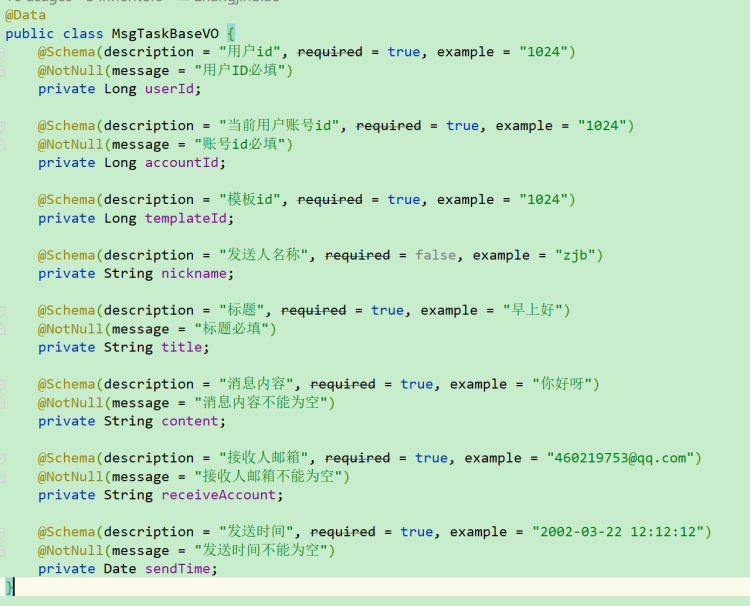 @Data
public class MsgTaskBaseVO {
@Schema(description = "用户id", required = true, example = "1024")
@NotNull(message = "用户ID必填")
private Long userId;
@Schema(description = "当前用户账号id", required = true, example = "1024")
@NotNull(message = "账号id必填")
private Long accountId;
@Schema(description = "模板id", required = true, example = "1024")
private Long templateId;
@Schema(description = "发送人名称", required = false, example = "zjb")
private String nickname;
@Schema(description = "标题", required = true, example = "早上好")
@NotNull(message = "标题必填")
private String title;
@Schema(description = "消息内容", required = true, example = "你好呀")
@NotNull(message = "消息内容不能为空")
private String content;
@Schema(description = "接收人邮箱", required = true, example = "460219753@qq.com")
@NotNull(message = "接收人邮箱不能为空")
private String receiveAccount;
@Schema(description = "发送时间", required = true, example = "2002-03-22 12:12:12")
@NotNull(message = "发送时间不能为空")
private Date sendTime;
}